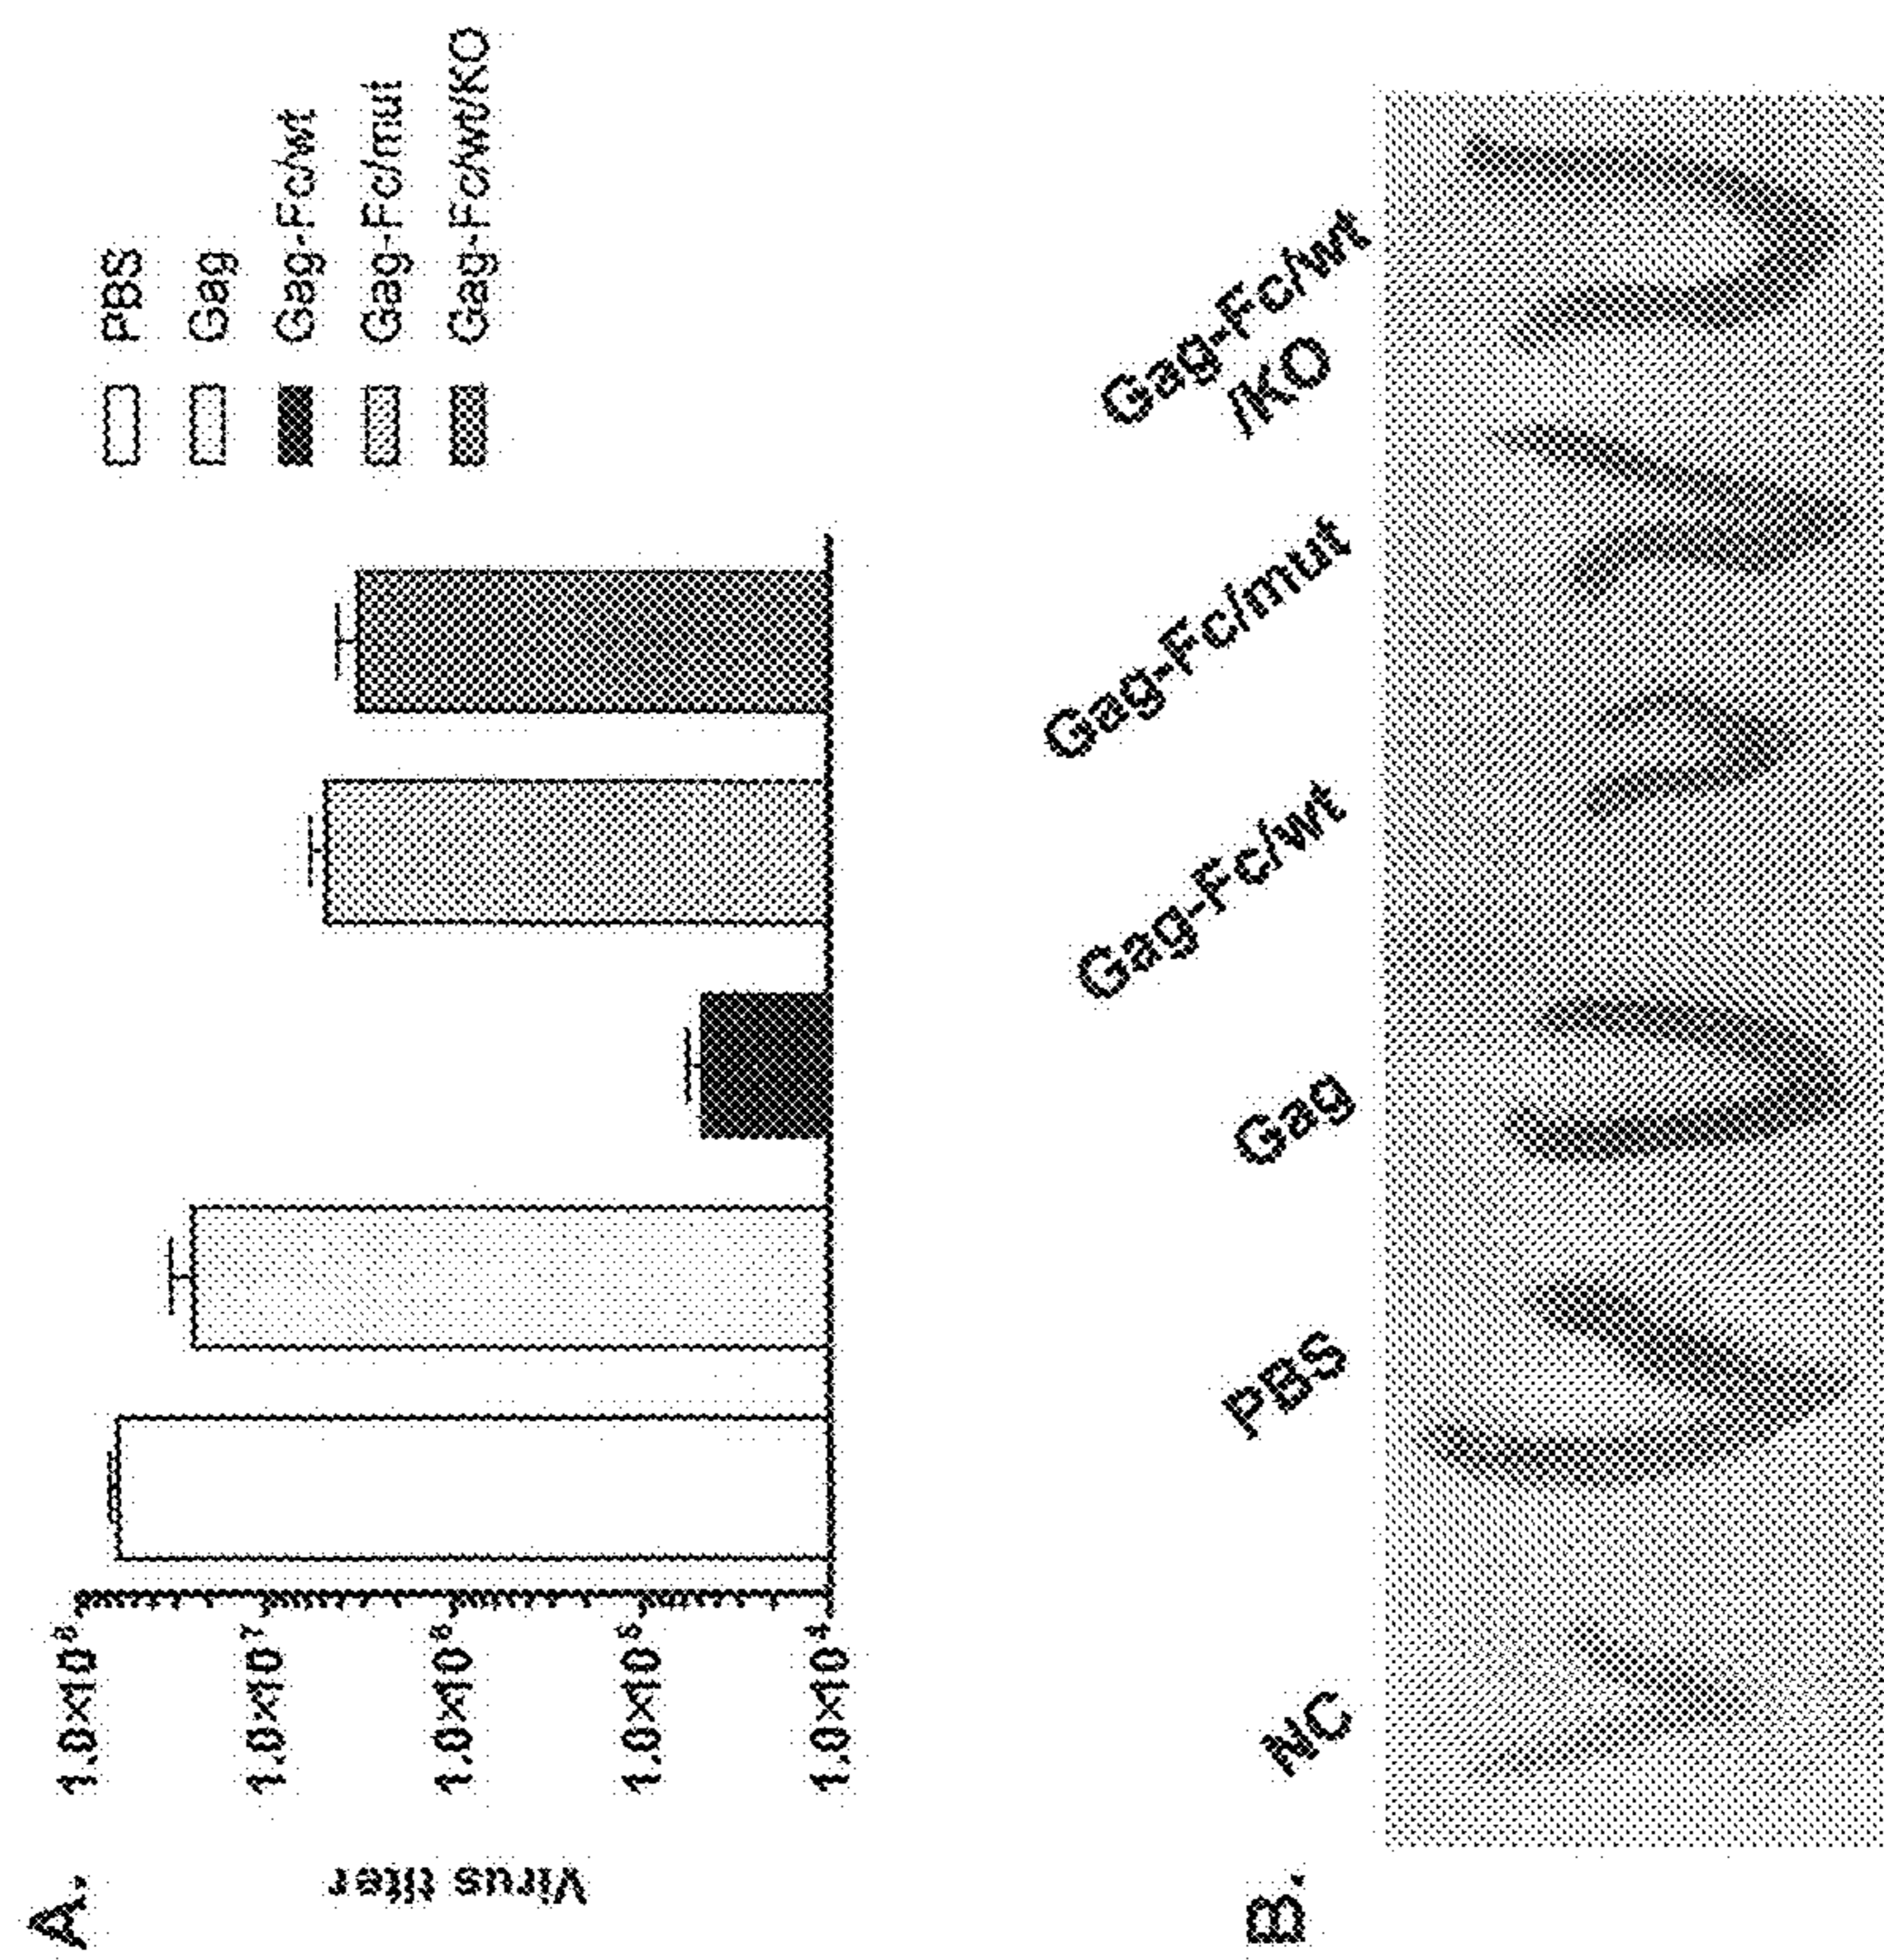 A.
Virus titer
1.0×10⁸
1.0×10⁷
1.0×10⁶
1.0×10⁵
1.0×10⁴
PBS
Gag
Gag-Fc/wt
Gag-Fc/mut
Gag-Fc/wt/KO
B.
NC
PBS
Gag
Gag-Fc/wt
Gag-Fc/mut
Gag-Fc/wt
/KO